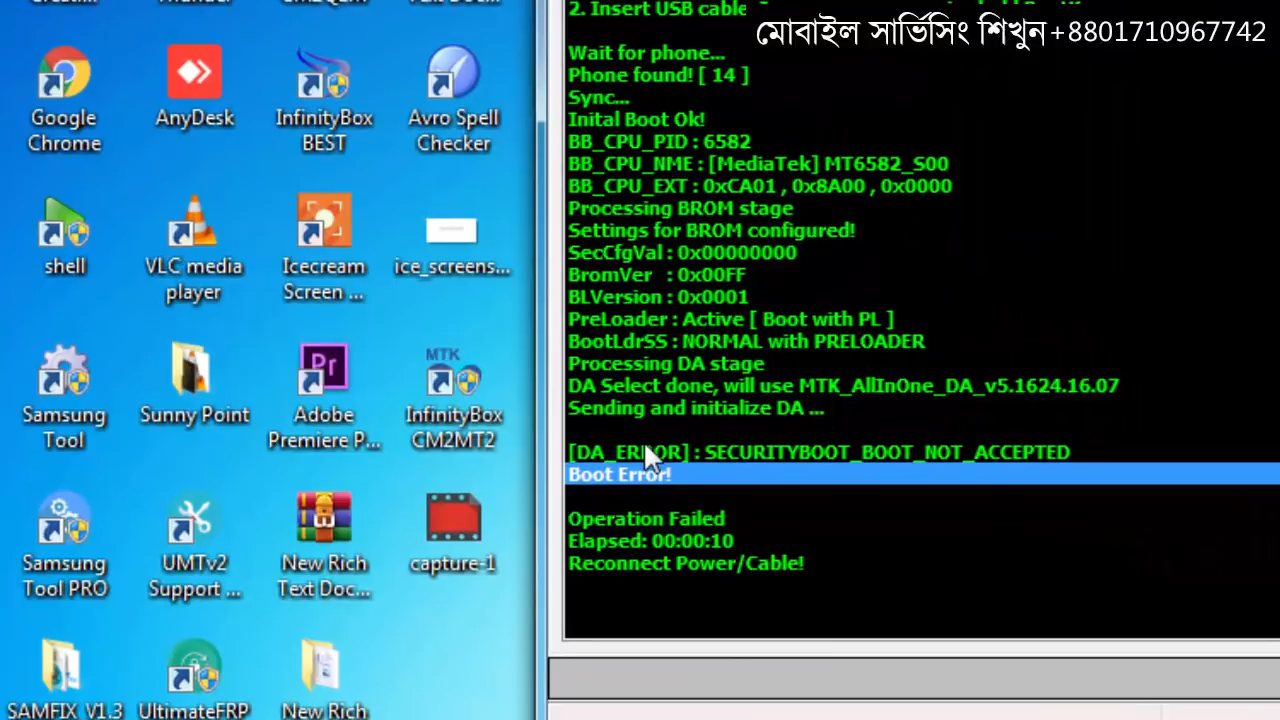 মোবাইল সার্ভিসিং শিখুন+8801710967742
2. Insert USB cable
Wait for phone...
Phone found! [ 14 ]
Sync...
Inital Boot Ok!
BB_CPU_PID : 6582
BB_CPU_NME : [MediaTek] MT6582_S00
BB_CPU_EXT : 0xCA01 , 0x8A00 , 0x0000
Processing BROM stage
Settings for BROM configured!
SecCfgVal : 0x00000000
BromVer : 0x00FF
BLVersion : 0x0001
PreLoader : Active [ Boot with PL ]
BootLdrSS : NORMAL with PRELOADER
Processing DA stage
DA Select done, will use MTK_AllInOne_DA_v5.1624.16.07
Sending and initialize DA ...
[DA_ERROR] : SECURITYBOOT_BOOT_NOT_ACCEPTED
Boot Error!
Operation Failed
Elapsed: 00:00:10
Reconnect Power/Cable!
Google
Chrome
AnyDesk
InfinityBox
BEST
Avro Spell
Checker
shell
VLC media
player
Icecream
Screen ...
ice_screens...
Samsung
Tool
Sunny Point
Adobe
Premiere P...
MTK
InfinityBox
CM2MT2
Samsung
Tool PRO
UMTv2
Support ...
New Rich
Text Doc...
capture-1
SAMFIX_V1.3
UltimateFRP
New Rich